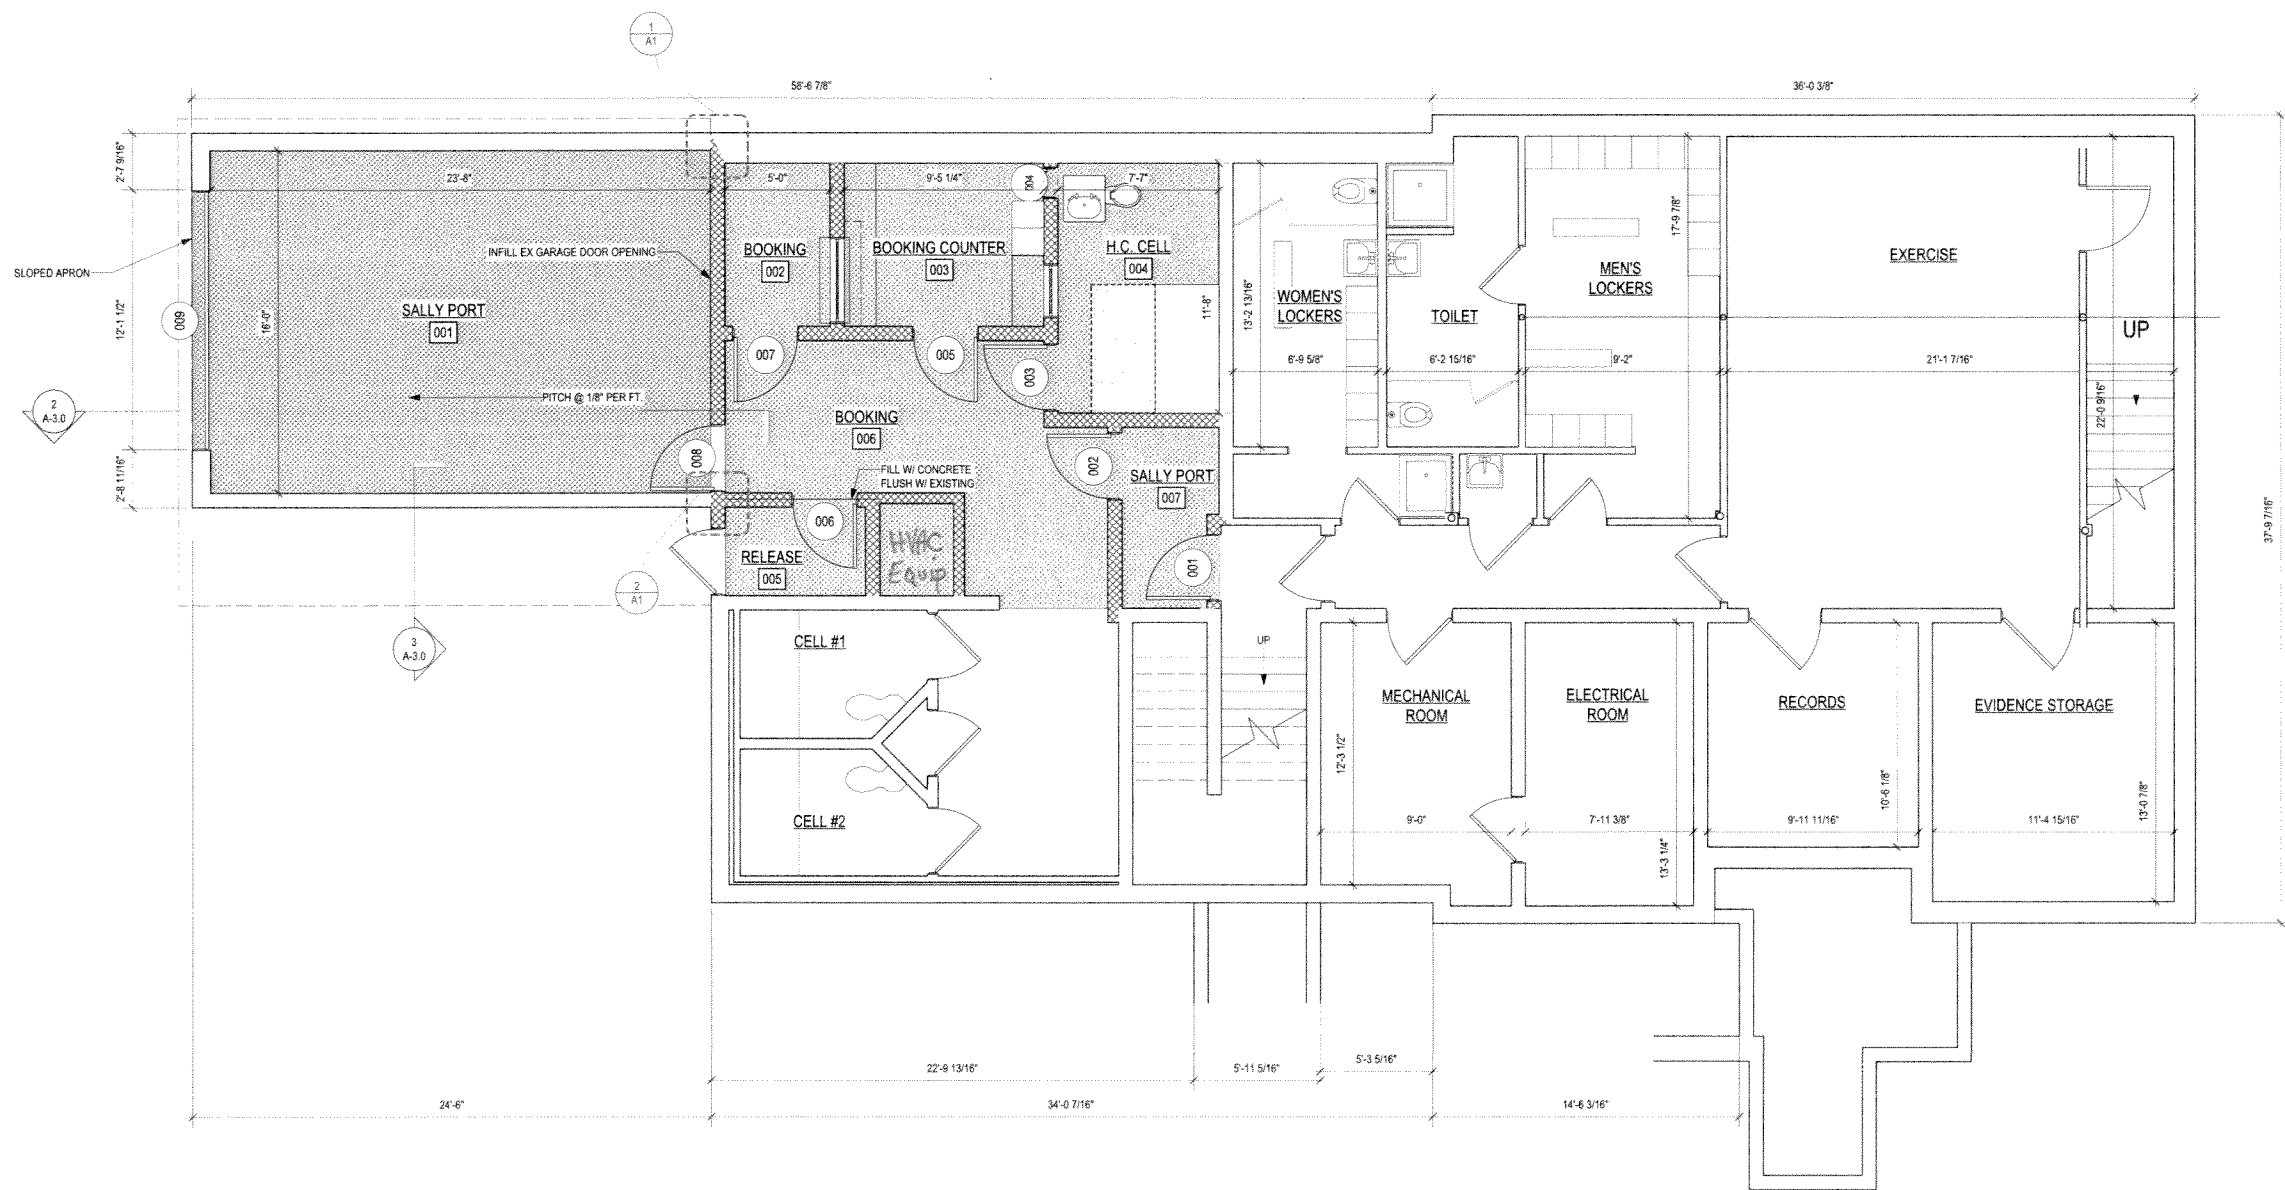 1
A1
58'-6 7/8"
36'-0 3/8"
2'-7 9/16"
12'-1 1/2"
2'-8 11/16"
23'-8"
5'-0"
9'-5 1/4"
004
7'-7"
17'-9 7/8"
SLOPED APRON
009
16'-0"
INFILL EX GARAGE DOOR OPENING
SALLY PORT
001
BOOKING
002
BOOKING COUNTER
003
H.C. CELL
004
11'-8"
13'-2 13/16"
WOMEN'S
LOCKERS
TOILET
MEN'S
LOCKERS
EXERCISE
UP
007
005
003
6'-9 5/8"
6'-2 15/16"
9'-2"
21'-1 7/16"
22'-0 9/16"
2
A-3.0
PITCH @ 1/8" PER FT.
BOOKING
006
008
FILL W/ CONCRETE
FLUSH W/ EXISTING
002
SALLY PORT
007
006
RELEASE
005
HVAC
EQUIP
001
37'-9 7/16"
2
A1
3
A-3.0
CELL #1
UP
MECHANICAL
ROOM
ELECTRICAL
ROOM
RECORDS
EVIDENCE STORAGE
12'-3 1/2"
10'-6 1/8"
13'-0 7/8"
CELL #2
9'-0"
7'-11 3/8"
9'-11 11/16"
11'-4 15/16"
13'-3 1/4"
22'-9 13/16"
5'-11 5/16"
5'-3 5/16"
24'-6"
34'-0 7/16"
14'-6 3/16"